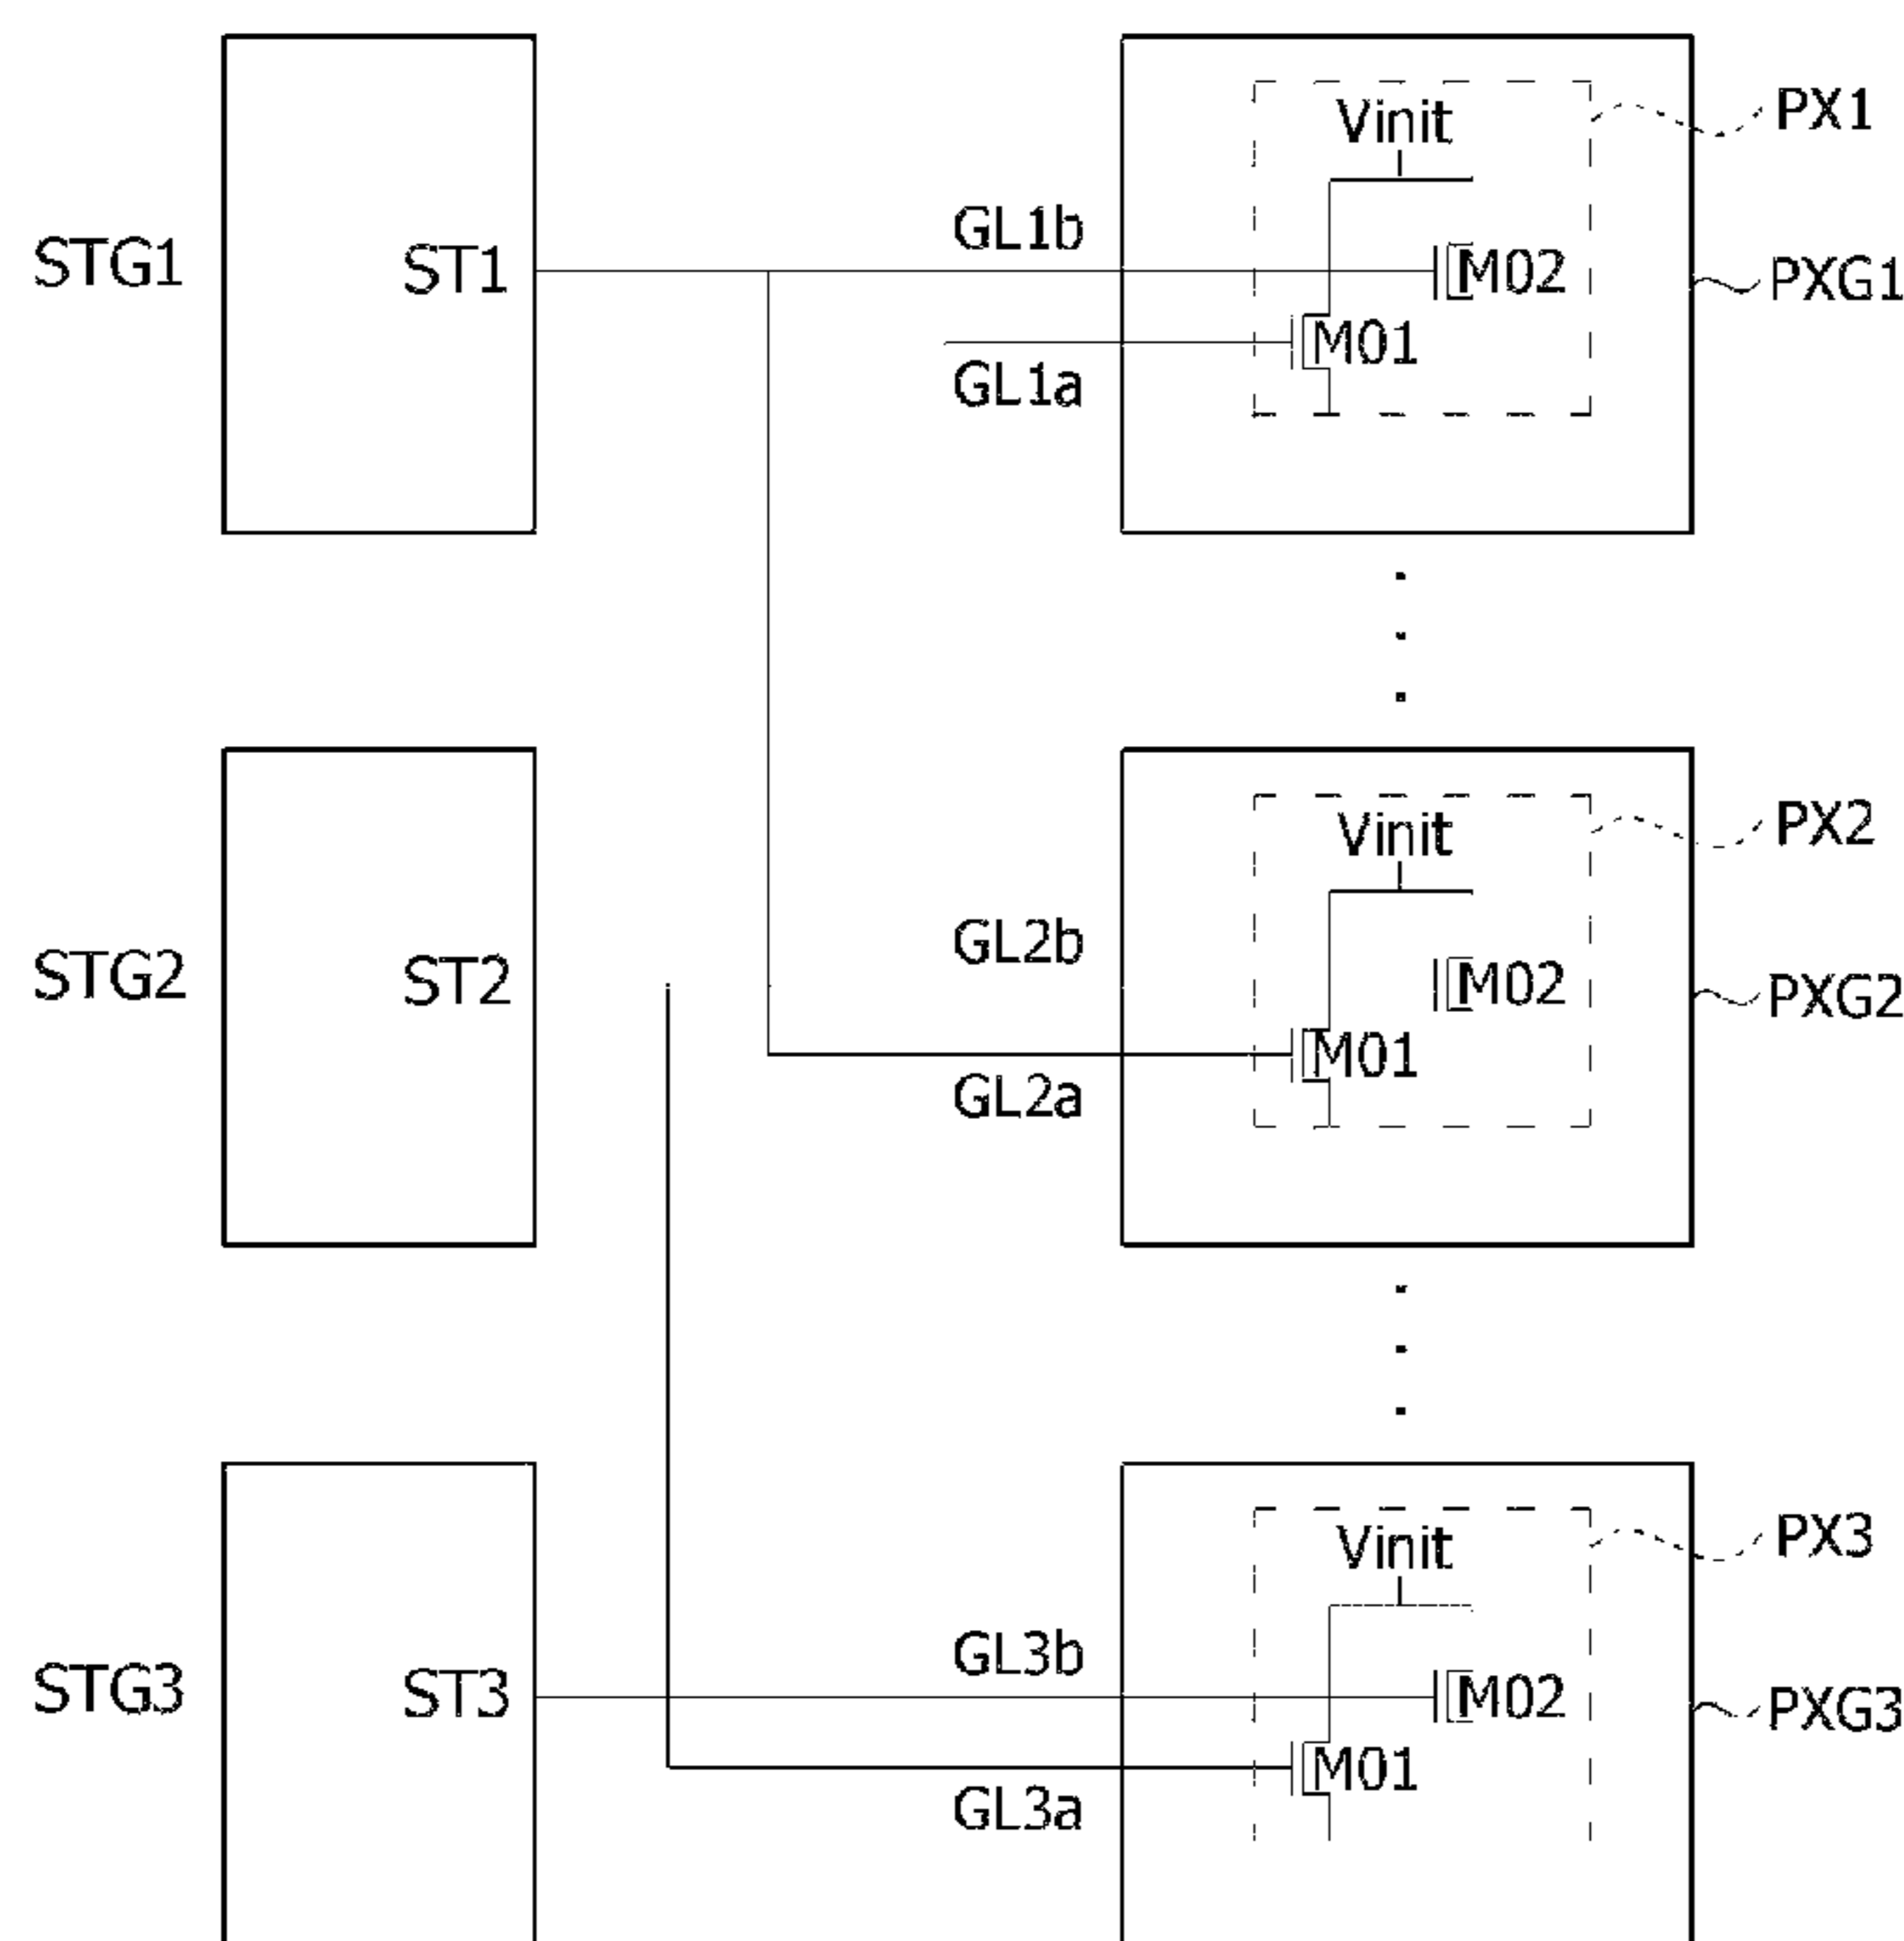 PX1
Vinit
GL1b
STG1
ST1
M02
PXG1
M01
GL1a
PX2
Vinit
GL2b
STG2
ST2
M02
PXG2
M01
GL2a
PX3
Vinit
GL3b
STG3
ST3
M02
PXG3
M01
GL3a